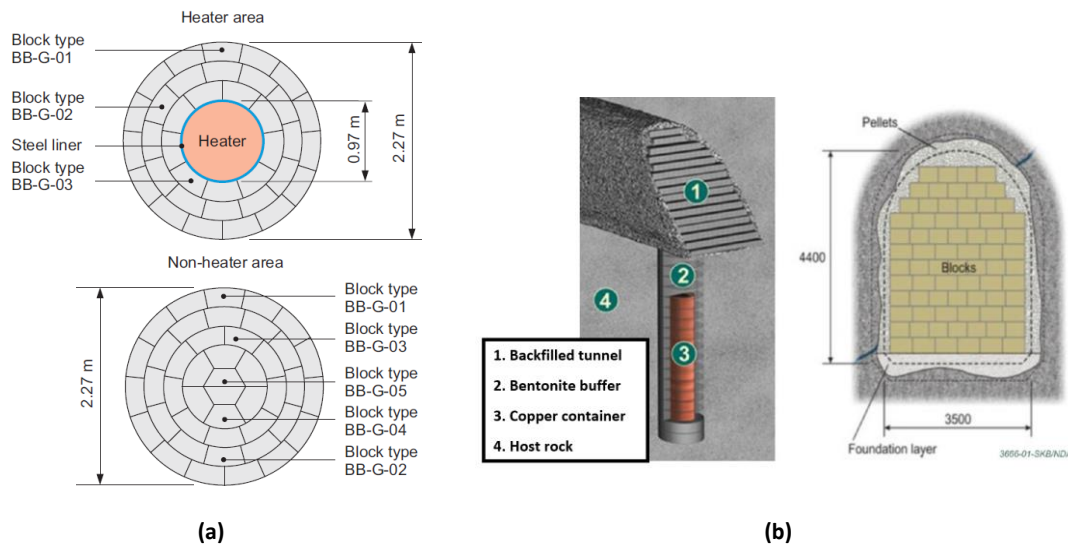 Heater area
Block type
BB-G-01
Block type
BB-G-02
Steel liner
Block type
BB-G-03
Heater
0.97 m
2.27 m
Non-heater area
2.27 m
Block type
BB-G-01
Block type
BB-G-03
Block type
BB-G-05
Block type
BB-G-04
Block type
BB-G-02
(a)
1
2
4
3
1. Backfilled tunnel
2. Bentonite buffer
3. Copper container
4. Host rock
Pellets
4400
Blocks
3500
Foundation layer
(b)